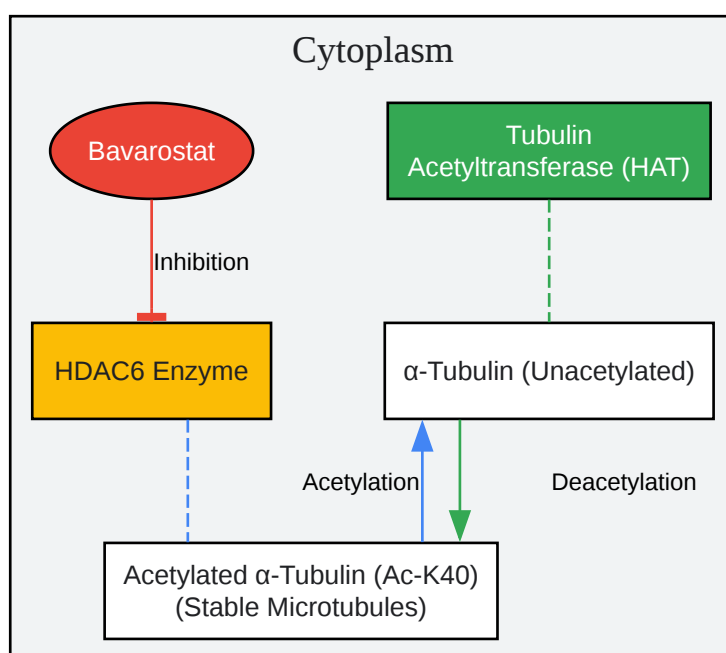 Cytoplasm
Bavarostat
Tubulin
Acetyltransferase (HAT)
Inhibition
HDAC6 Enzyme
α-Tubulin (Unacetylated)
Acetylation
Deacetylation
Acetylated α-Tubulin (Ac-K40)
(Stable Microtubules)